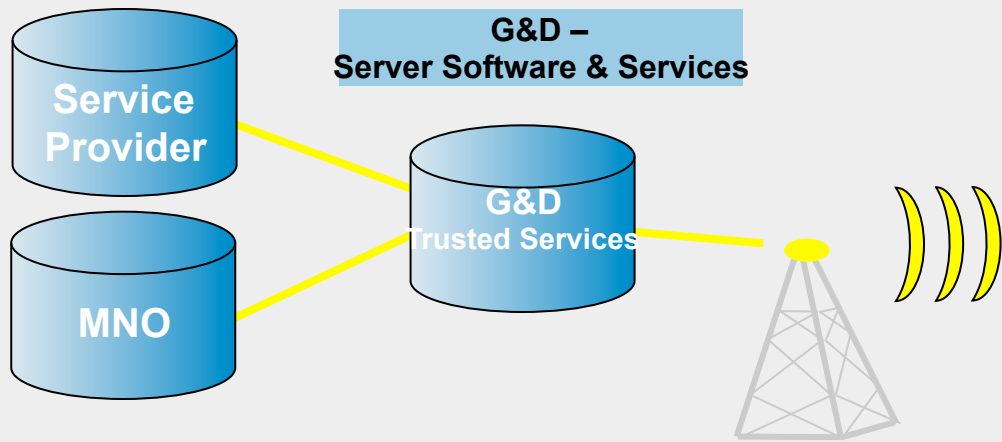 G&D –
Server Software & Services
Service
Provider
G&D
Trusted Services
MNO